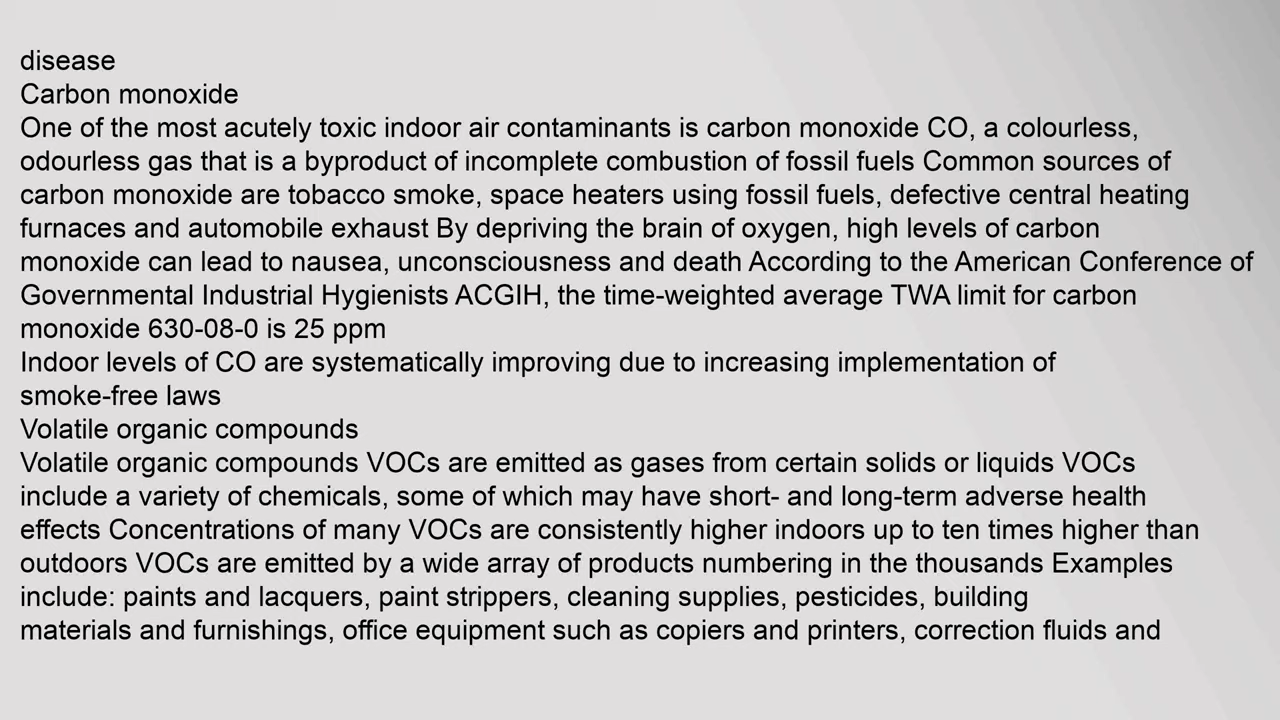 disease
Carbon monoxide
One of the most acutely toxic indoor air contaminants is carbon monoxide CO, a colourless,
odourless gas that is a byproduct of incomplete combustion of fossil fuels Common sources of
carbon monoxide are tobacco smoke, space heaters using fossil fuels, defective central heating
furnaces and automobile exhaust By depriving the brain of oxygen, high levels of carbon
monoxide can lead to nausea, unconsciousness and death According to the American Conference of
Governmental Industrial Hygienists ACGIH, the time-weighted average TWA limit for carbon
monoxide 630-08-0 is 25 ppm
Indoor levels of CO are systematically improving due to increasing implementation of
smoke-free laws
Volatile organic compounds
Volatile organic compounds VOCs are emitted as gases from certain solids or liquids VOCs
include a variety of chemicals, some of which may have short- and long-term adverse health
effects Concentrations of many VOCs are consistently higher indoors up to ten times higher than
outdoors VOCs are emitted by a wide array of products numbering in the thousands Examples
include: paints and lacquers, paint strippers, cleaning supplies, pesticides, building
materials and furnishings, office equipment such as copiers and printers, correction fluids and